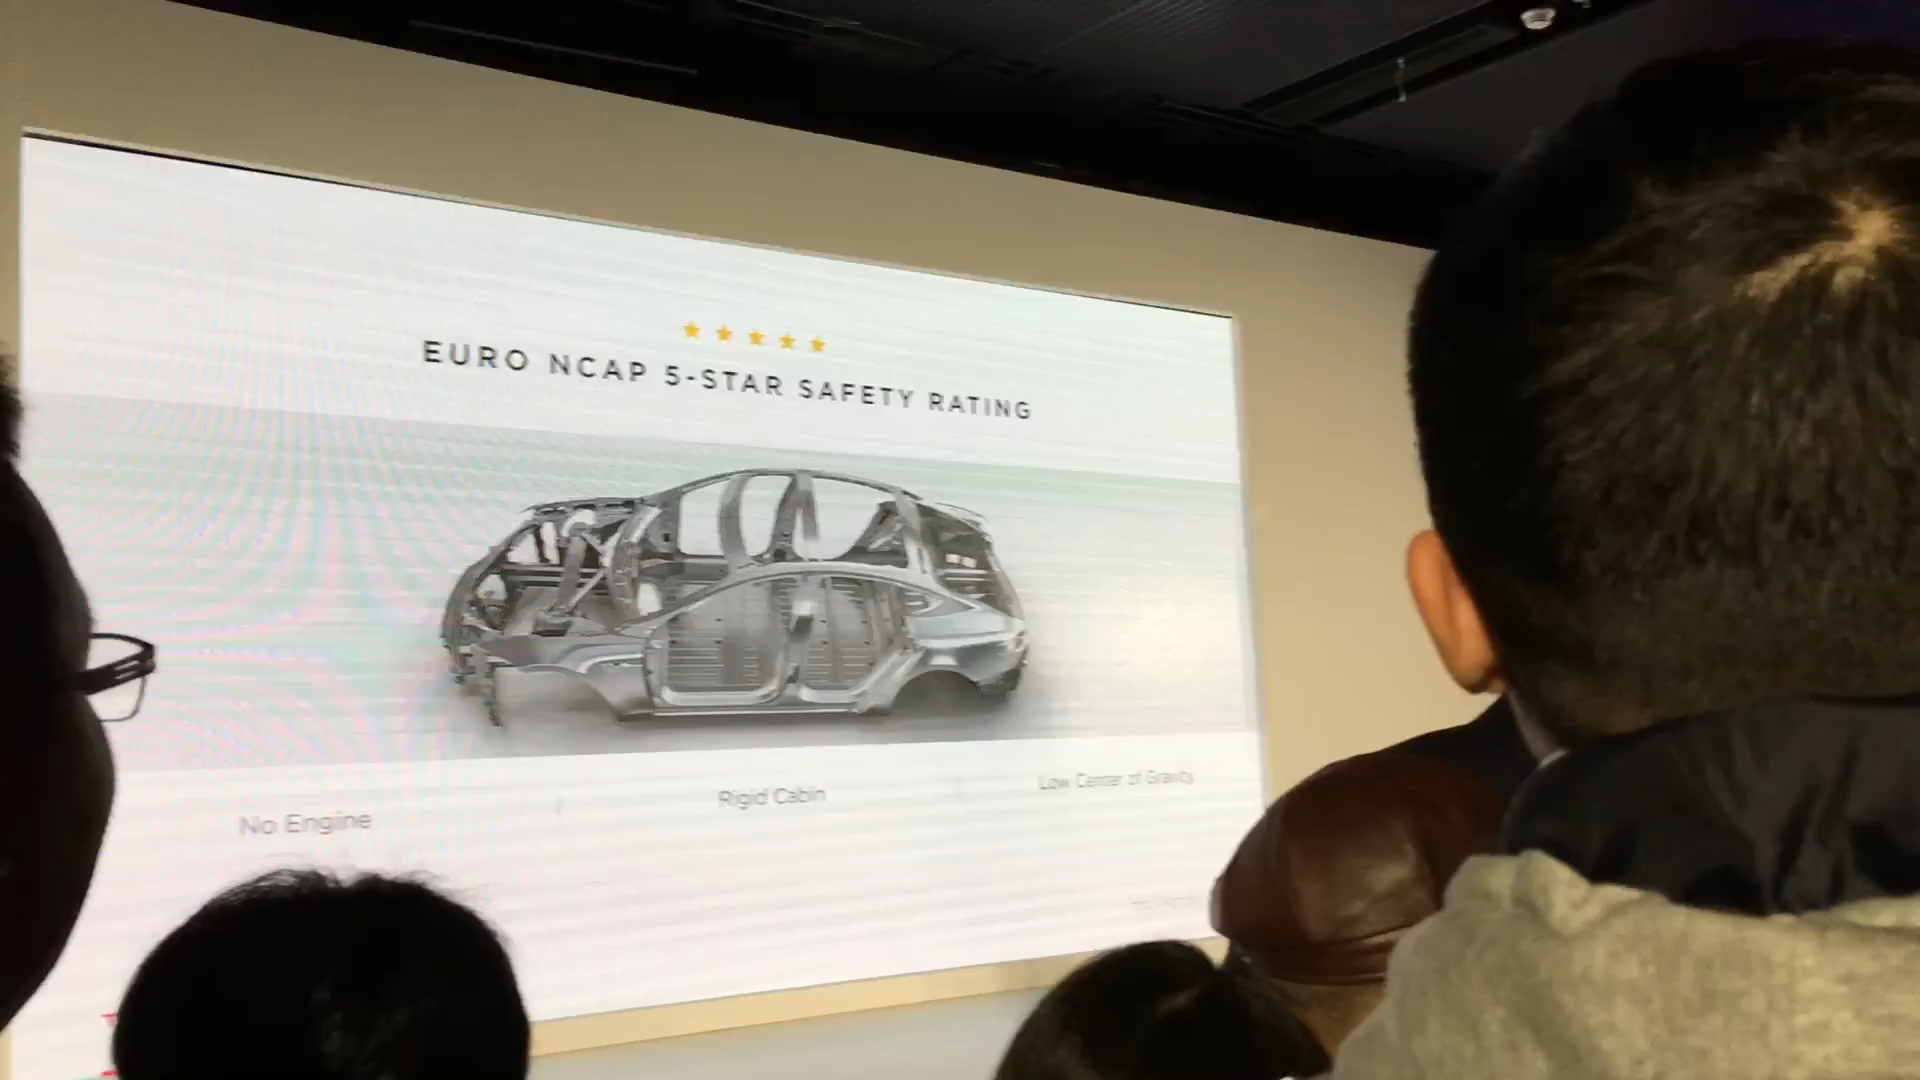 EURO NCAP 5-STAR SAFETY RATING
No Engine
Rigid Cabin
Low Center of Gravity